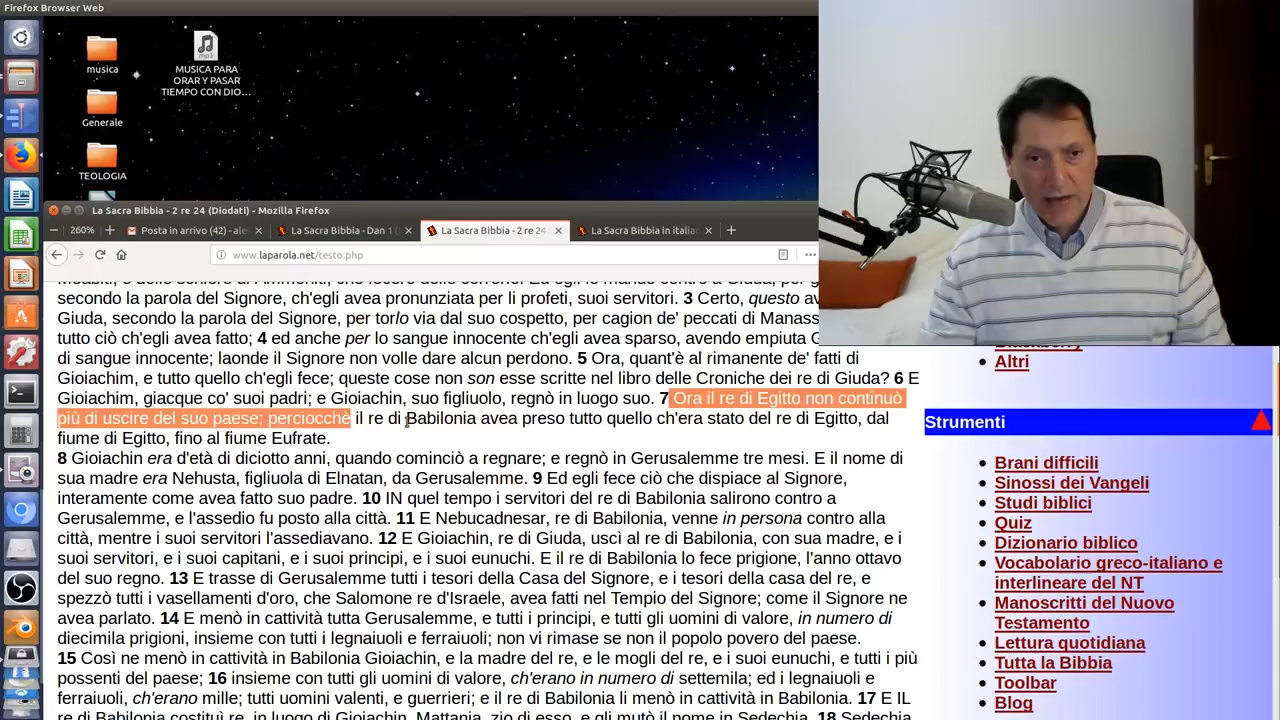 Firefox Browser Web
musica
Generale
TEOLOGIA
mp3
MUSICA PARA
ORAR Y PASAR
TIEMPO CON DIO...
La Sacra Bibbia - 2 re 24 (Diodati) - Mozilla Firefox
260%
Posta in arrivo (42) - ale
La Sacra Bibbia - Dan 1 (
La Sacra Bibbia - 2 re 24
La Sacra Bibbia in italian
www.laparola.net/testo.php
secondo la parola del Signore, ch'egli avea pronunziata per li profeti, suoi servitori. 3 Certo, questo av
Giuda, secondo la parola del Signore, per torlo via dal suo cospetto, per cagion de' peccati di Manass
tutto ciò ch'egli avea fatto; 4 ed anche per lo sangue innocente ch'egli avea sparso, avendo empiuta G
di sangue innocente; laonde il Signore non volle dare alcun perdono. 5 Ora, quant'è al rimanente de' fatti di
Gioiachim, e tutto quello ch'egli fece; queste cose non son esse scritte nel libro delle Croniche dei re di Giuda? 6 E
Gioiachim, giacque co' suoi padri; e Gioiachin, suo figliuolo, regnò in luogo suo. 7 Ora il re di Egitto non continuò
più di uscire del suo paese; perciocchè il re di Babilonia avea preso tutto quello ch'era stato del re di Egitto, dal
fiume di Egitto, fino al fiume Eufrate.
8 Gioiachin era d'età di diciotto anni, quando cominciò a regnare; e regnò in Gerusalemme tre mesi. E il nome di
sua madre era Nehusta, figliuola di Elnatan, da Gerusalemme. 9 Ed egli fece ciò che dispiace al Signore,
interamente come avea fatto suo padre. 10 IN quel tempo i servitori del re di Babilonia salirono contro a
Gerusalemme, e l'assedio fu posto alla città. 11 E Nebucadnesar, re di Babilonia, venne in persona contro alla
città, mentre i suoi servitori l'assediavano. 12 E Gioiachin, re di Giuda, uscì al re di Babilonia, con sua madre, e i
suoi servitori, e i suoi capitani, e i suoi principi, e i suoi eunuchi. E il re di Babilonia lo fece prigione, l'anno ottavo
del suo regno. 13 E trasse di Gerusalemme tutti i tesori della Casa del Signore, e i tesori della casa del re, e
spezzò tutti i vasellamenti d'oro, che Salomone re d'Israele, avea fatti nel Tempio del Signore; come il Signore ne
avea parlato. 14 E menò in cattività tutta Gerusalemme, e tutti i principi, e tutti gli uomini di valore, in numero di
diecimila prigioni, insieme con tutti i legnaiuoli e ferraiuoli; non vi rimase se non il popolo povero del paese.
15 Così ne menò in cattività in Babilonia Gioiachin, e la madre del re, e le mogli del re, e i suoi eunuchi, e tutti i più
possenti del paese; 16 insieme con tutti gli uomini di valore, ch'erano in numero di settemila; ed i legnaiuoli e
ferraiuoli, ch'erano mille; tutti uomini valenti, e guerrieri; e il re di Babilonia li menò in cattività in Babilonia. 17 E IL
re di Babilonia costituì re, in luogo di Gioiachin, Mattania, zio di esso, e gli mutò il nome in Sedechia. 18 Sedechia
Altri
Strumenti
Brani difficili
Sinossi dei Vangeli
Studi biblici
Quiz
Dizionario biblico
Vocabolario greco-italiano e
interlineare del NT
Manoscritti del Nuovo
Testamento
Lettura quotidiana
Tutta la Bibbia
Toolbar
Blog